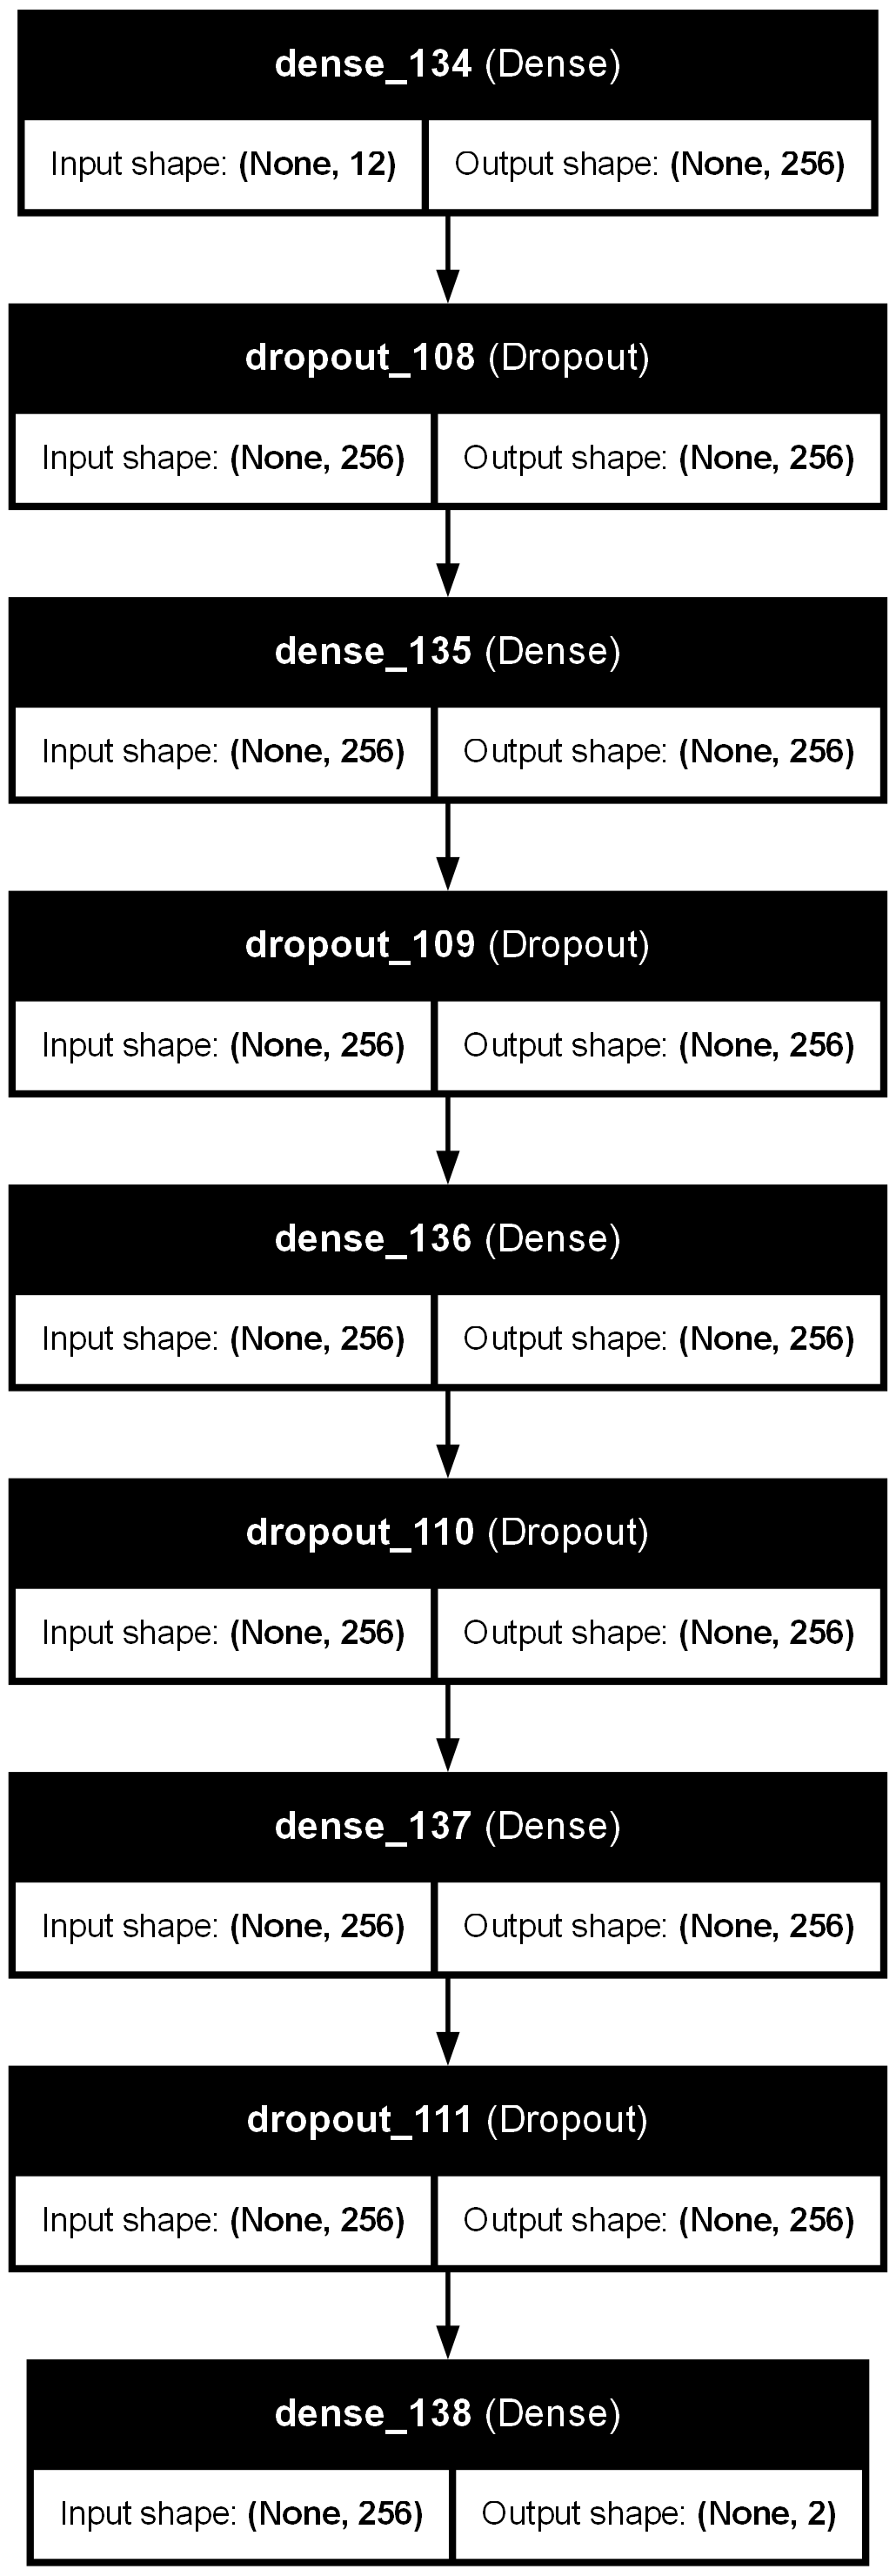 dense_134 (Dense)
Input shape: (None, 12) Output shape: (None, 256)
dropout_108 (Dropout)
Input shape: (None, 256) Output shape: (None, 256)
dense_135 (Dense)
Input shape: (None, 256) Output shape: (None, 256)
dropout_109 (Dropout)
Input shape: (None, 256) Output shape: (None, 256)
dense_136 (Dense)
Input shape: (None, 256) Output shape: (None, 256)
dropout_110 (Dropout)
Input shape: (None, 256) Output shape: (None, 256)
dense_137 (Dense)
Input shape: (None, 256) Output shape: (None, 256)
dropout_111 (Dropout)
Input shape: (None, 256) Output shape: (None, 256)
dense_138 (Dense)
Input shape: (None, 256) Output shape: (None, 2)